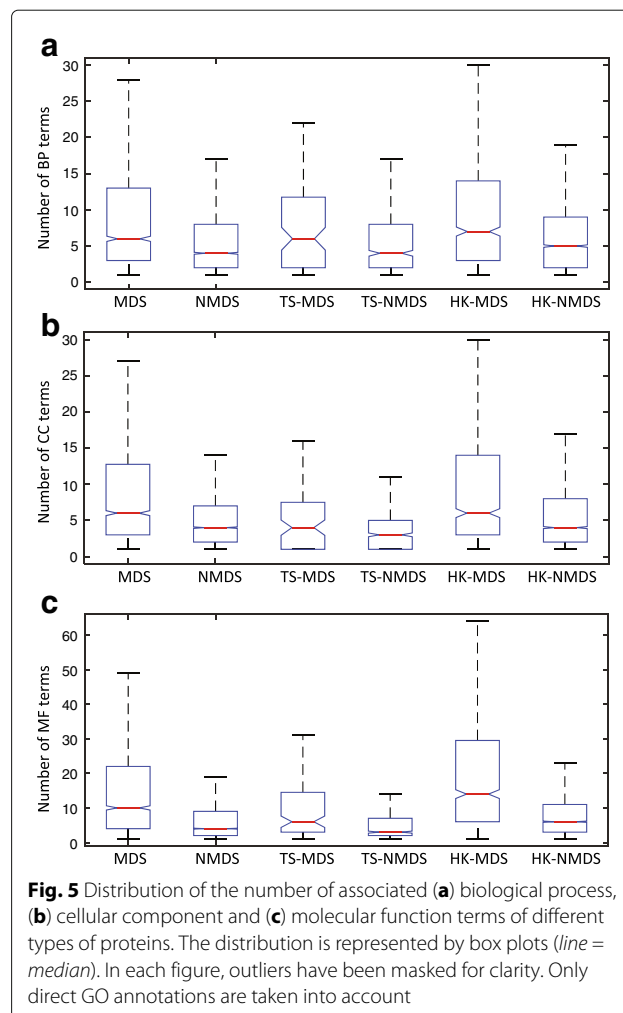 a
30
25
20
15
10
5
0
Number of BP terms
MDS NMDS TS-MDS TS-NMDS HK-MDS HK-NMDS
b
30
25
20
15
10
5
0
Number of CC terms
MDS NMDS TS-MDS TS-NMDS HK-MDS HK-NMDS
c
60
50
40
30
20
10
0
Number of MF terms
MDS NMDS TS-MDS TS-NMDS HK-MDS HK-NMDS
Fig. 5 Distribution of the number of associated (a) biological process,
(b) cellular component and (c) molecular function terms of different
types of proteins. The distribution is represented by box plots (line =
median). In each figure, outliers have been masked for clarity. Only
direct GO annotations are taken into account